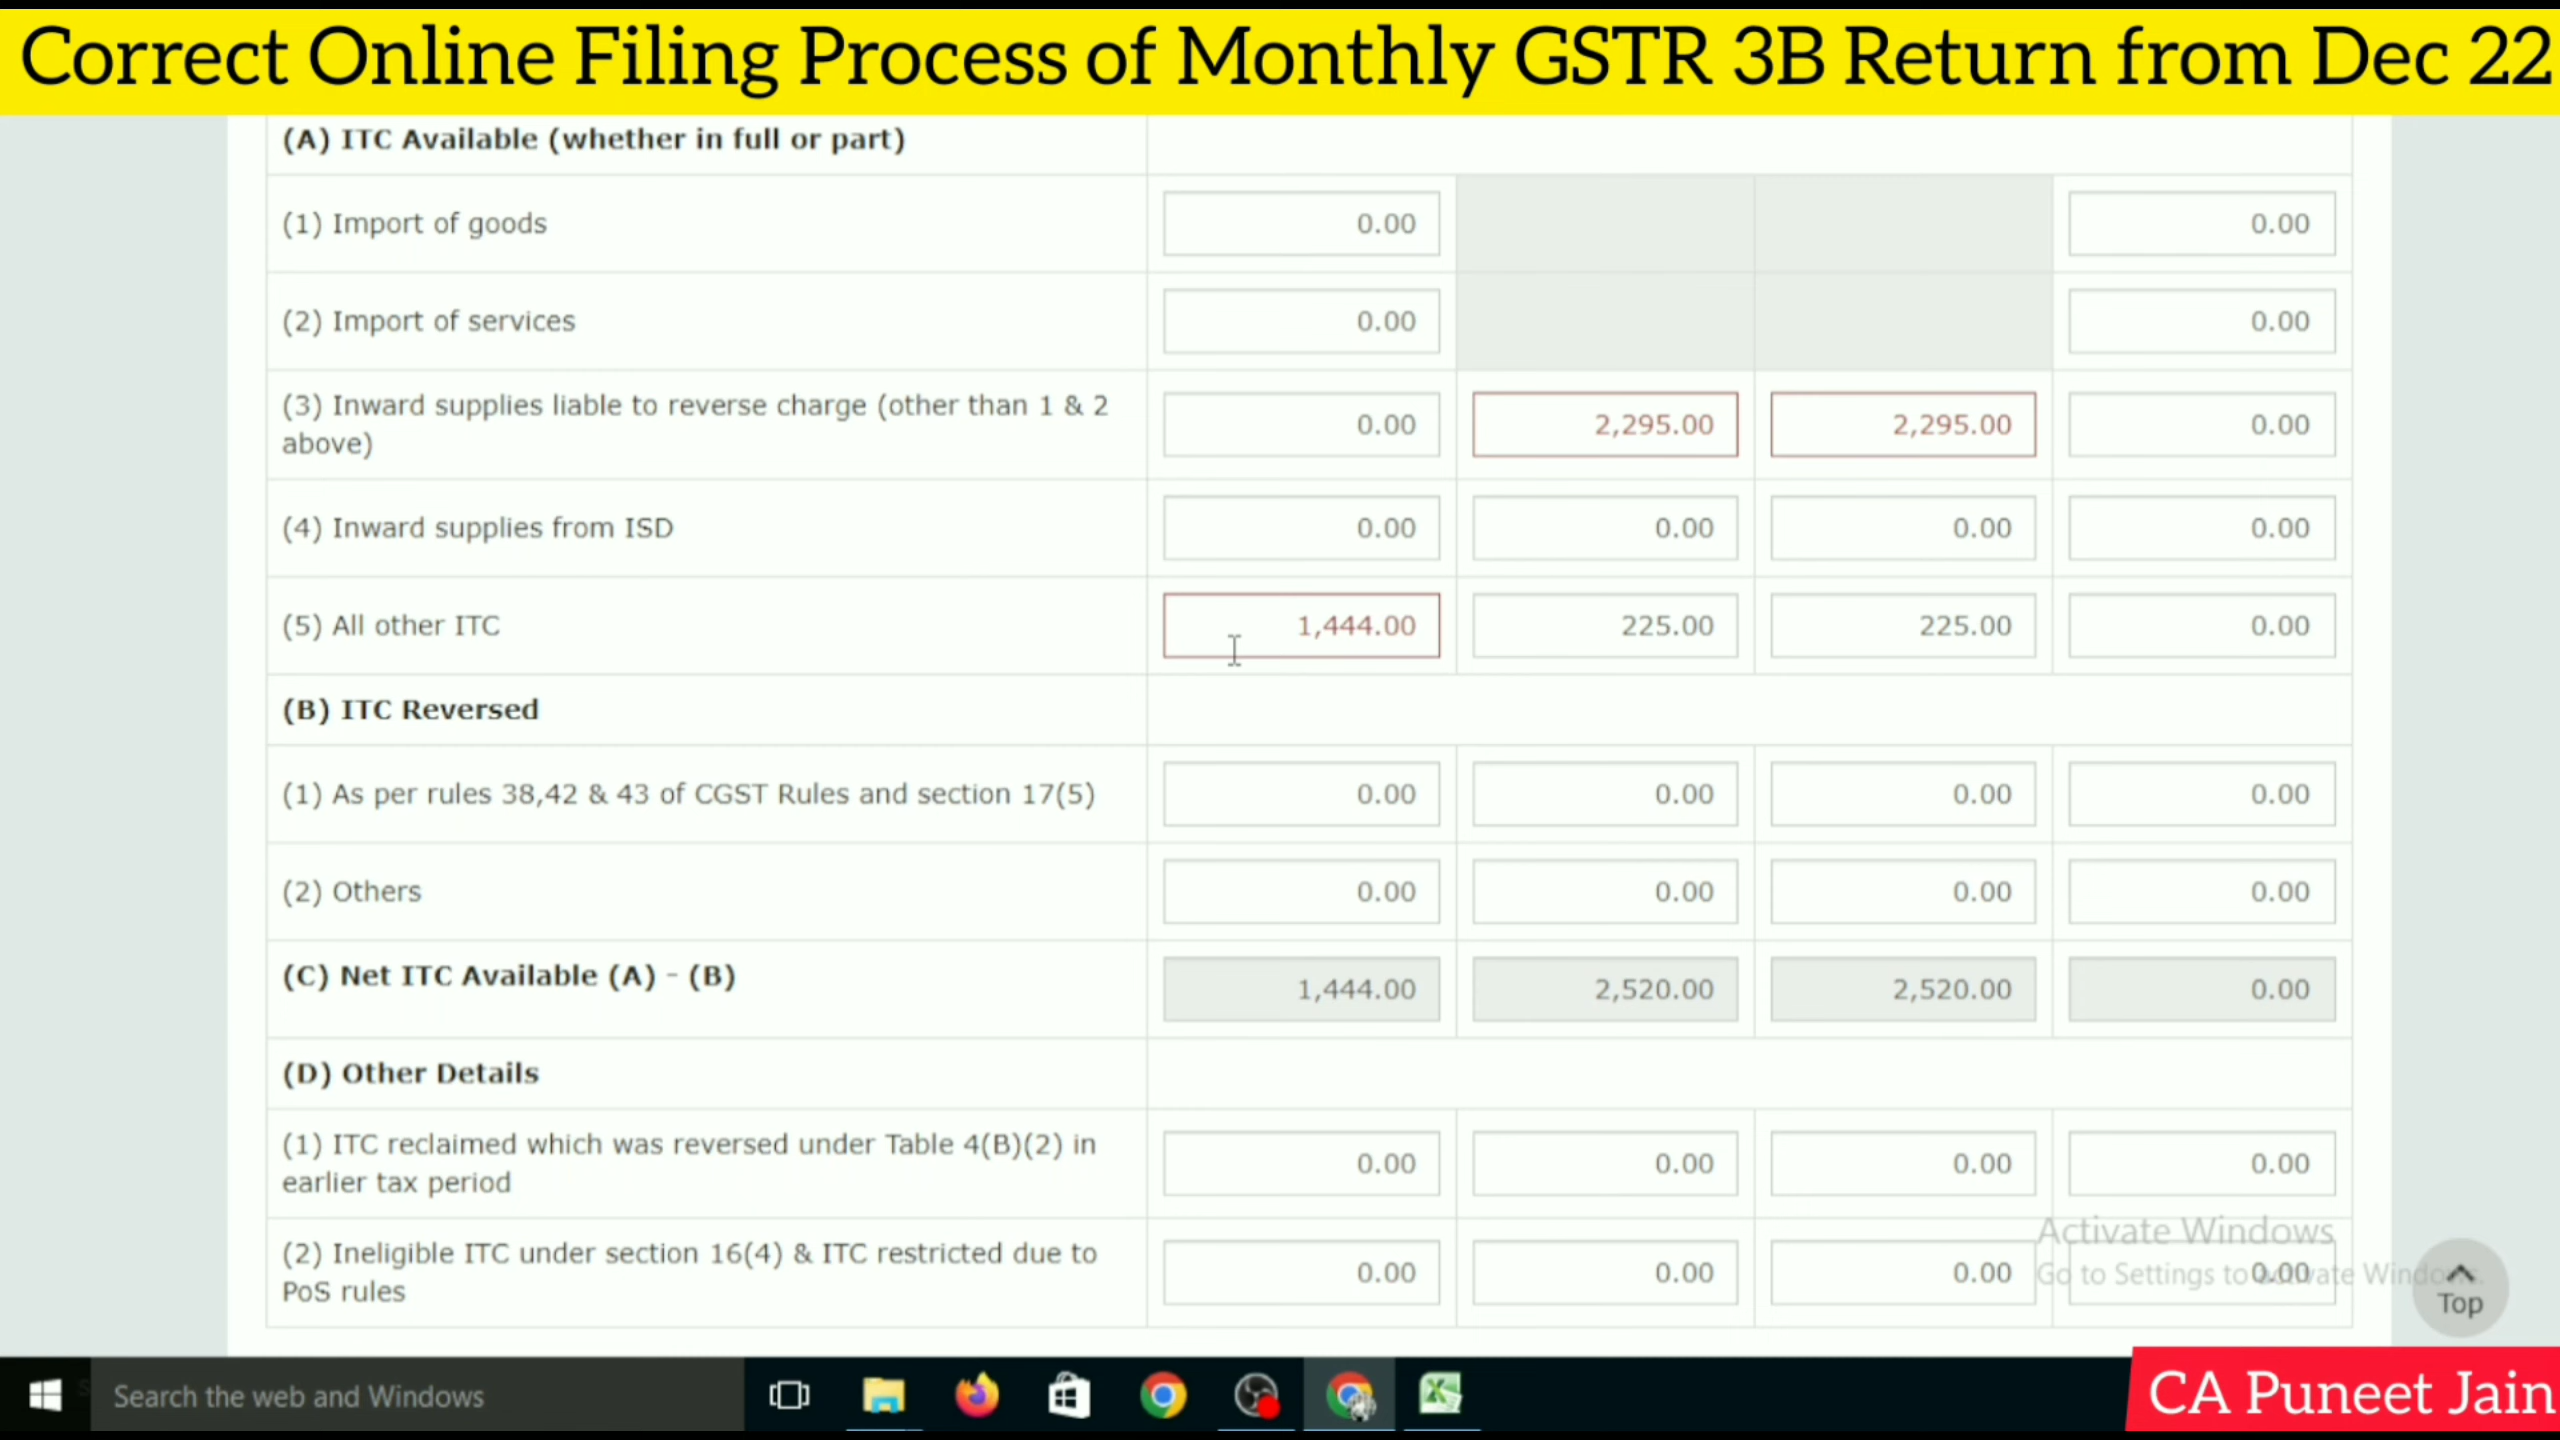 Correct Online Filing Process of Monthly GSTR 3B Return from Dec 22
(A) ITC Available (whether in full or part)
(1) Import of goods 0.00 0.00
(2) Import of services 0.00 0.00
(3) Inward supplies liable to reverse charge (other than 1 & 2
above) 0.00 2,295.00 2,295.00 0.00
(4) Inward supplies from ISD 0.00 0.00 0.00 0.00
(5) All other ITC 1,444.00 225.00 225.00 0.00
(B) ITC Reversed
(1) As per rules 38,42 & 43 of CGST Rules and section 17(5) 0.00 0.00 0.00 0.00
(2) Others 0.00 0.00 0.00 0.00
(C) Net ITC Available (A) - (B) 1,444.00 2,520.00 2,520.00 0.00
(D) Other Details
(1) ITC reclaimed which was reversed under Table 4(B)(2) in
earlier tax period 0.00 0.00 0.00 0.00
(2) Ineligible ITC under section 16(4) & ITC restricted due to
PoS rules 0.00 0.00 0.00 0.00
Activate Windows
Go to Settings to activate Windows.
Top
Search the web and Windows
CA Puneet Jain